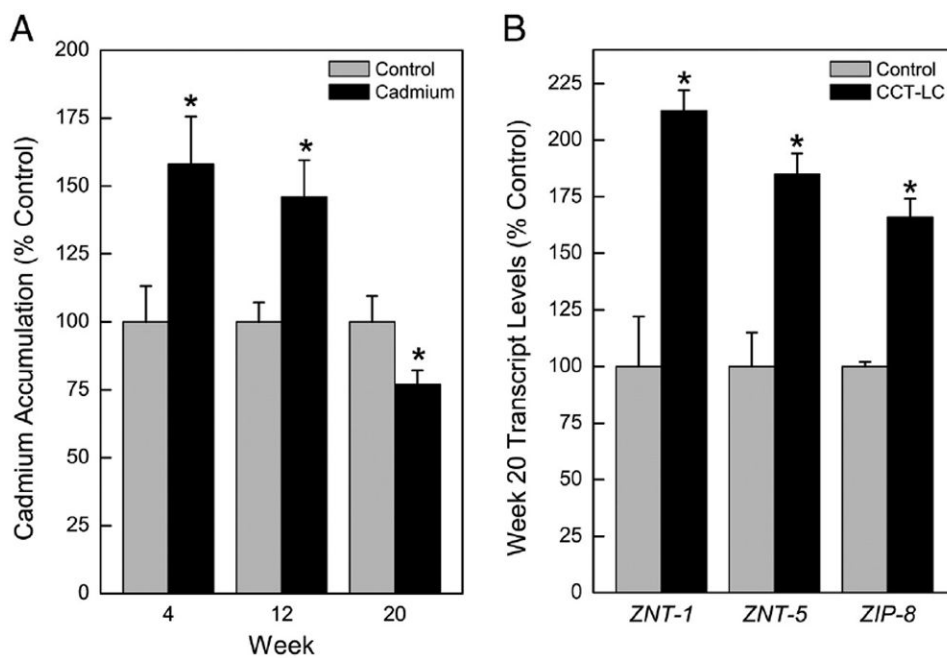 A
200
175
150
125
100
75
50
25
0
Cadmium Accumulation (% Control)
Control
Cadmium
*
*
*
4 12 20
Week
B
225
200
175
150
125
100
75
50
25
0
Week 20 Transcript Levels (% Control)
Control
CCT-LC
*
*
*
ZNT-1 ZNT-5 ZIP-8